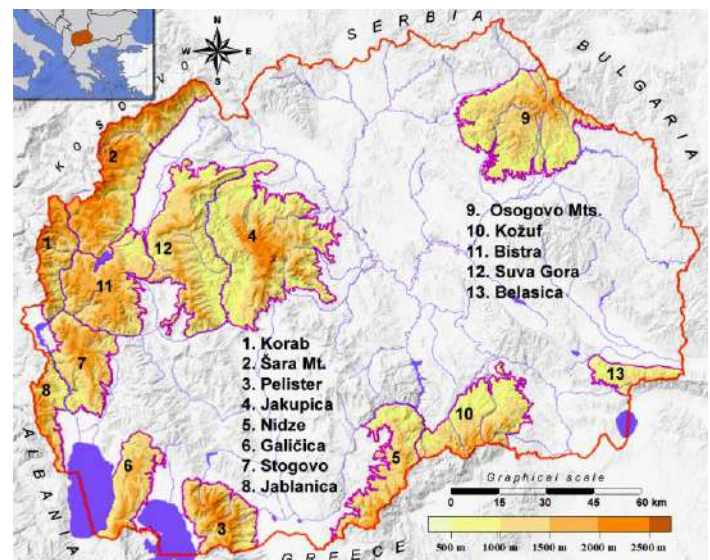 N
W E
S
SERBIA
BULGARIA
KOSOVO
ALBANIA
GREECE
1
2
3
4
5
6
7
8
9
10
11
12
13
9. Osogovo Mts.
10. Kožuf
11. Bistra
12. Suva Gora
13. Belasica
1. Korab
2. Šara Mt.
3. Pelister
4. Jakupica
5. Nidze
6. Galičica
7. Stogovo
8. Jablanica
Graphical scale
0 15 30 45 60 km
500 m 1000 m 1500 m 2000 m 2500 m